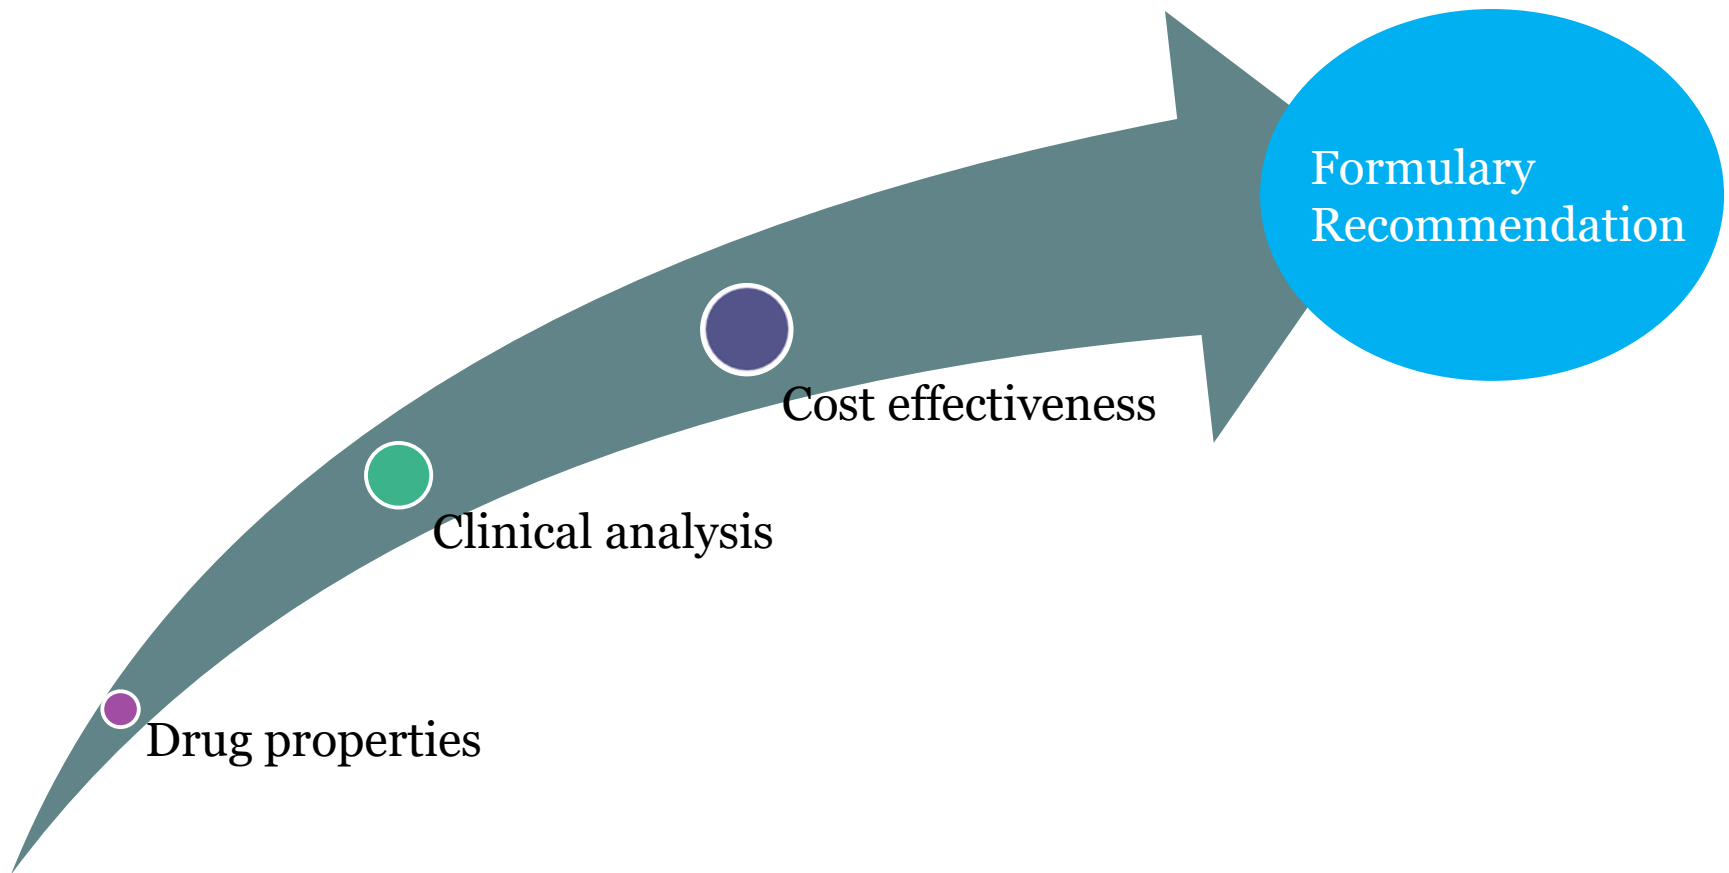 Formulary
Recommendation
Cost effectiveness
Clinical analysis
Drug properties